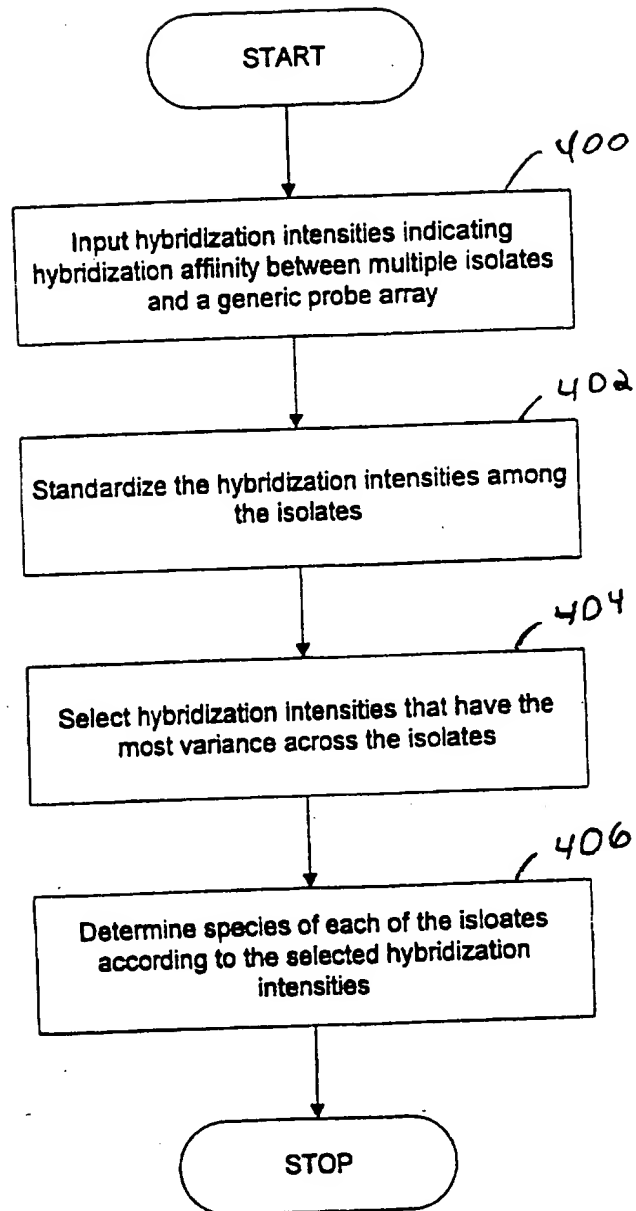 START
400
Input hybridization intensities indicating
hybridization affiinity between multiple isolates
and a generic probe array
402
Standardize the hybridization intensities among
the isolates
404
Select hybridization intensities that have the
most variance across the isolates
406
Determine species of each of the isloates
according to the selected hybridization
intensities
STOP